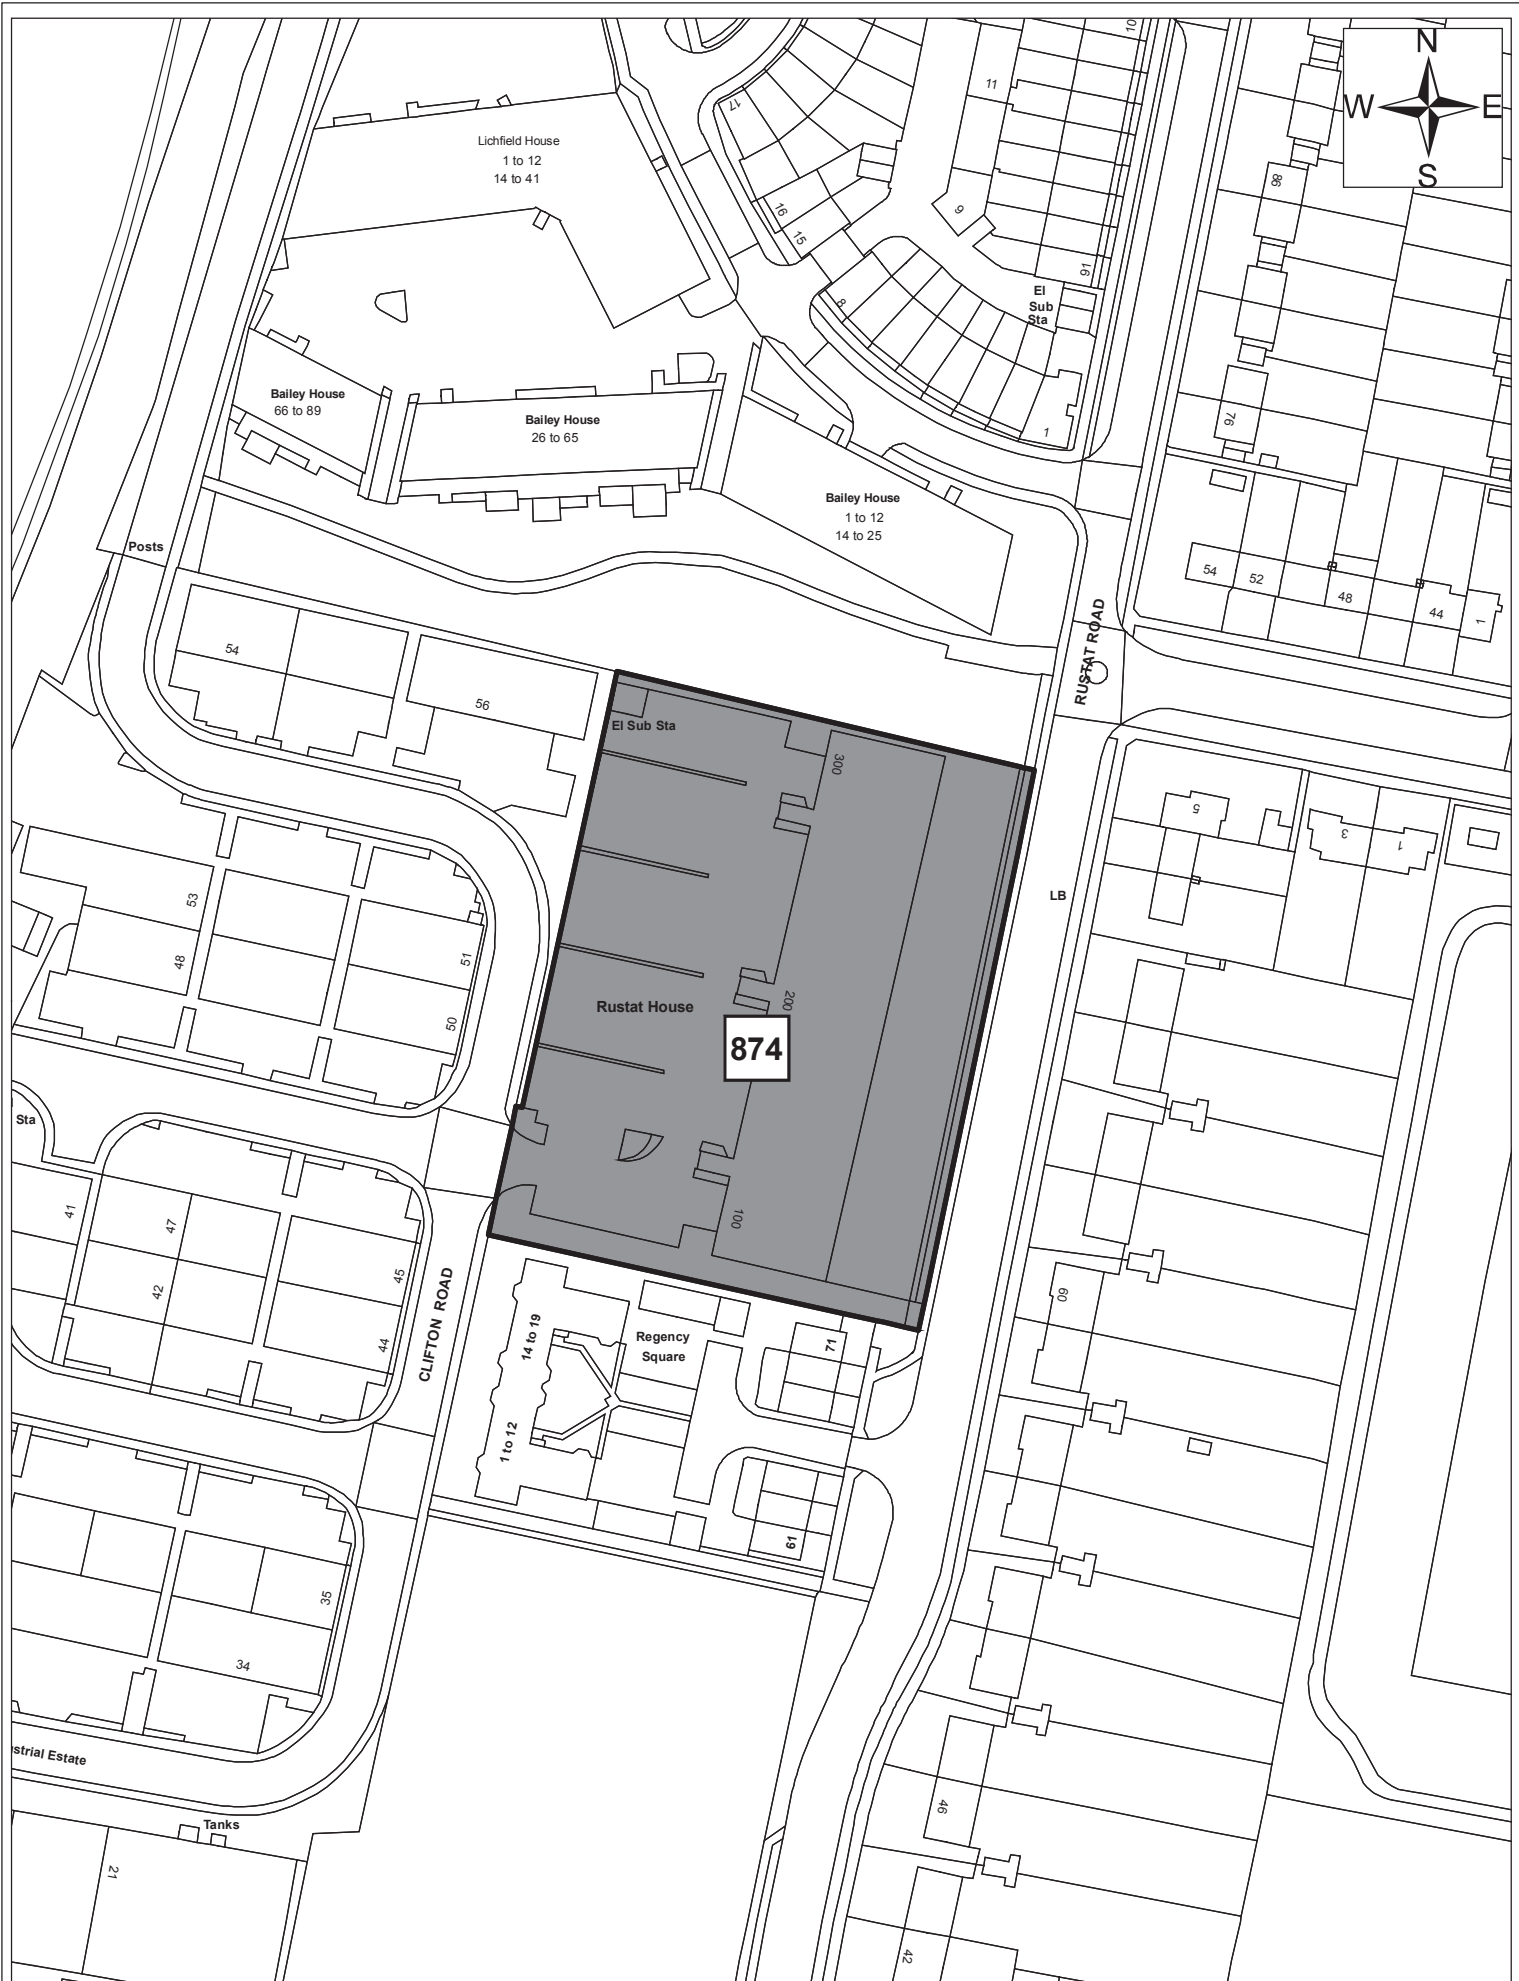 N
W
E
S
10
11
17
Lichfield House
1 to 12
14 to 41
86
16
15
9
91
El
Sub
Sta
8
1
76
Bailey House
66 to 89
Bailey House
26 to 65
Bailey House
1 to 12
14 to 25
Posts
54
52
48
44
1
RUSTAT ROAD
54
56
El Sub Sta
300
5
3
1
LB
53
48
51
50
200
Rustat House
874
Sta
41
47
42
45
44
100
CLIFTON ROAD
60
14 to 19
Regency
Square
71
1 to 12
61
35
34
strial Estate
46
Tanks
21
42